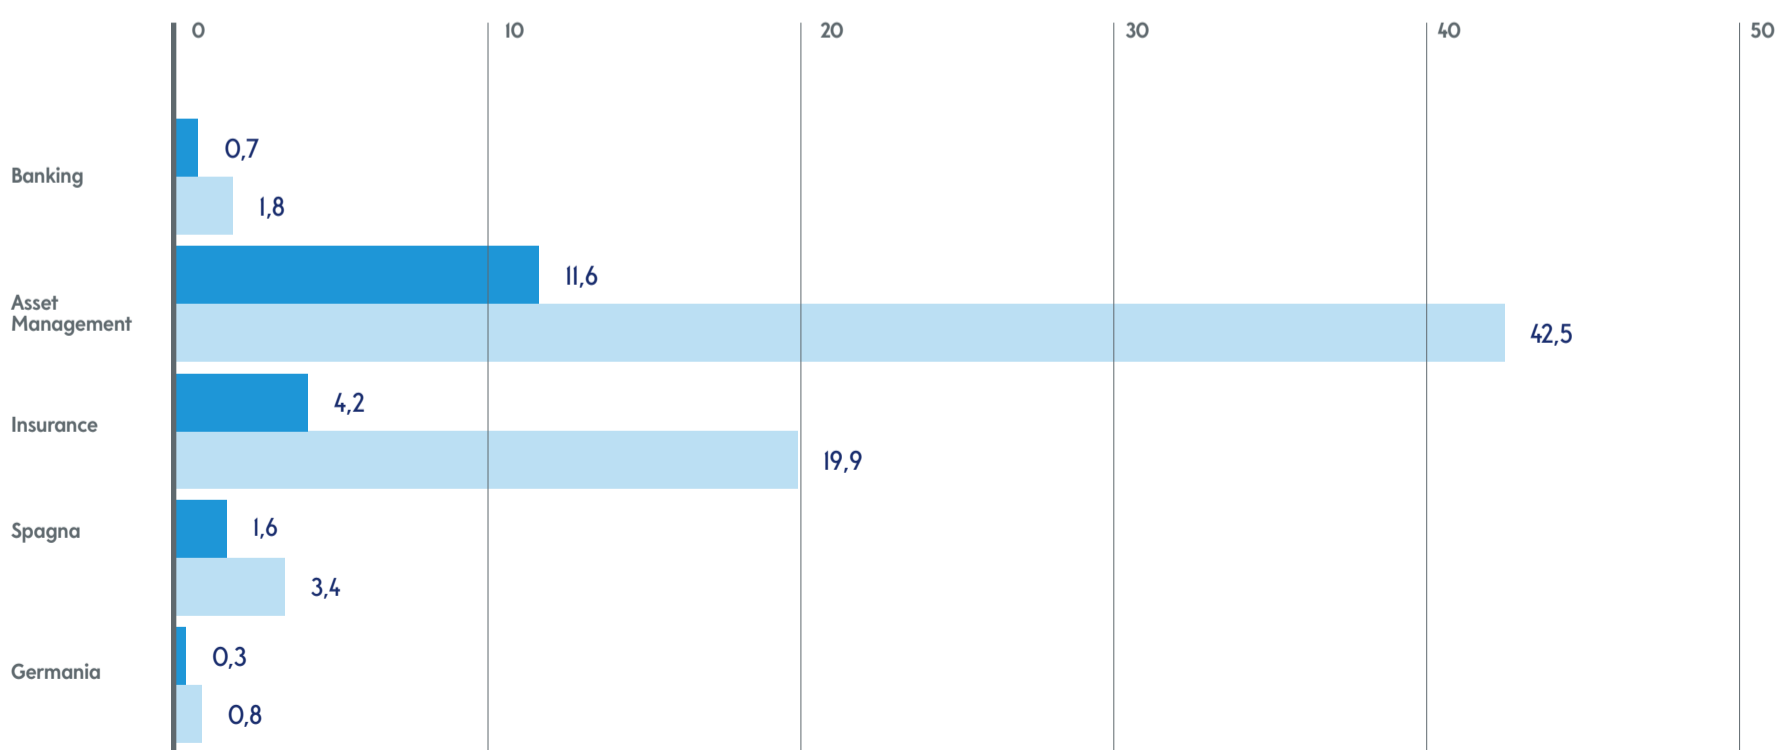 0 10 20 30 40 50
Banking
0,7
1,8
Asset
Management
11,6
42,5
Insurance
4,2
19,9
Spagna
1,6
3,4
Germania
0,3
0,8